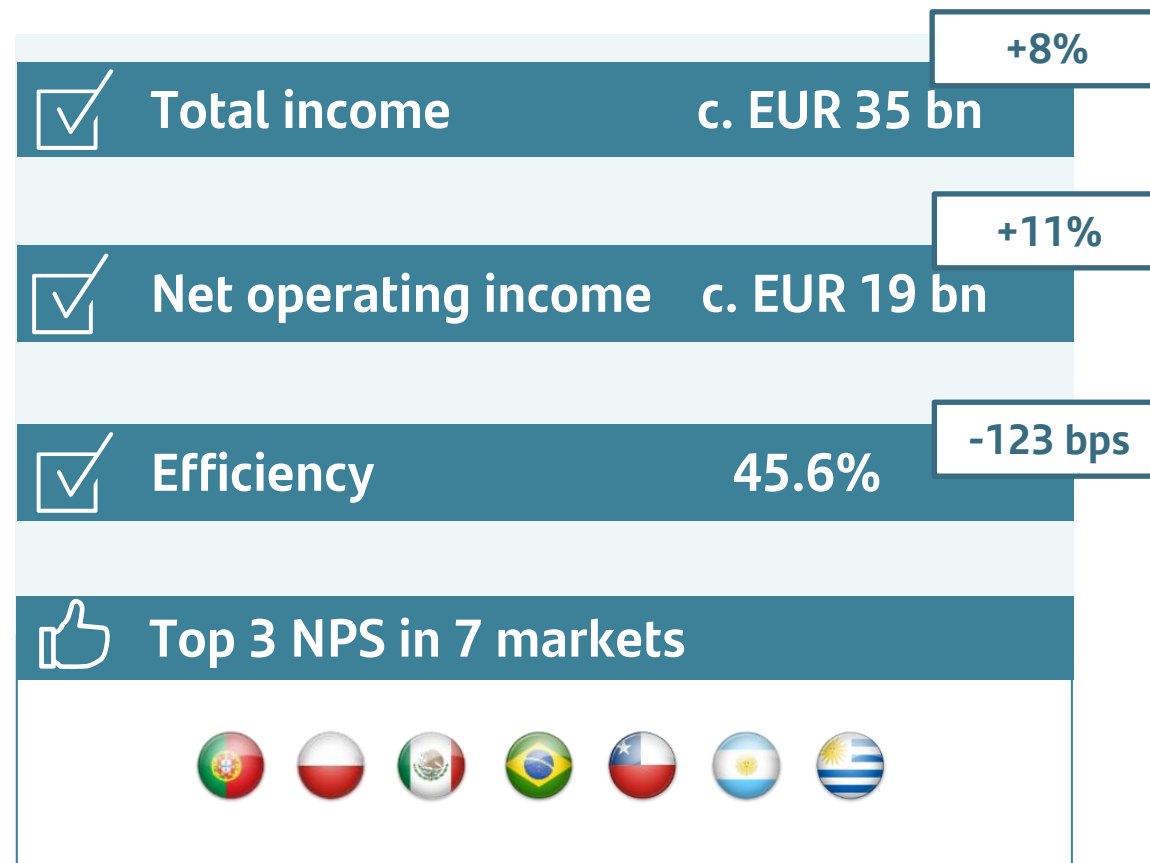 +8%
Total income c. EUR 35 bn
+11%
Net operating income c. EUR 19 bn
-123 bps
Efficiency 45.6%
Top 3 NPS in 7 markets